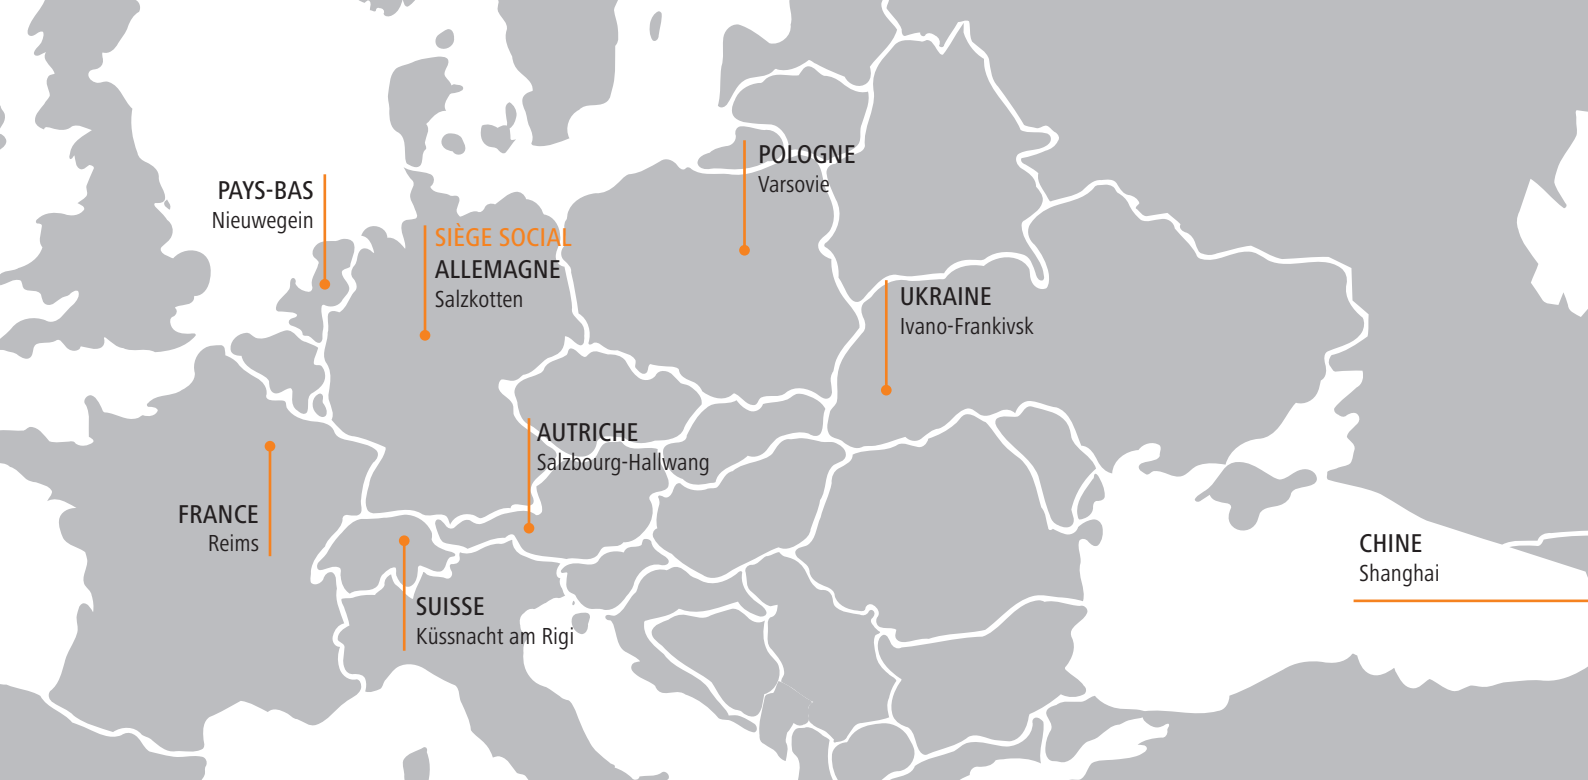 POLOGNE
Varsovie
PAYS-BAS
Nieuwegein
SIÈGE SOCIAL
ALLEMAGNE
Salzkotten
UKRAINE
Ivano-Frankivsk
AUTRICHE
Salzbourg-Hallwang
FRANCE
Reims
CHINE
Shanghai
SUISSE
Küssnacht am Rigi